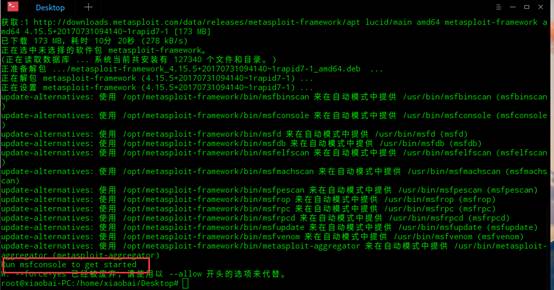 Desktop
获取:1 http://downloads.metasploit.com/data/releases/metasploit-framework/apt lucid/main amd64 metasploit-framework a
md64 4.15.5+20170731094140~1rapid7-1 [173 MB]
已下载 173 MB，耗时 10分 20秒 (278 kB/s)
正在选中未选择的软件包 metasploit-framework。
(正在读取数据库 ... 系统当前共安装有 127340 个文件和目录。)
正准备解包 .../metasploit-framework_4.15.5+20170731094140~1rapid7-1_amd64.deb ...
正在解包 metasploit-framework (4.15.5+20170731094140~1rapid7-1) ...
正在设置 metasploit-framework (4.15.5+20170731094140~1rapid7-1) ...
update-alternatives: 使用 /opt/metasploit-framework/bin/msfbinscan 来在自动模式中提供 /usr/bin/msfbinscan (msfbinscan
)
update-alternatives: 使用 /opt/metasploit-framework/bin/msfconsole 来在自动模式中提供 /usr/bin/msfconsole (msfconsole
)
update-alternatives: 使用 /opt/metasploit-framework/bin/msfd 来在自动模式中提供 /usr/bin/msfd (msfd)
update-alternatives: 使用 /opt/metasploit-framework/bin/msfdb 来在自动模式中提供 /usr/bin/msfdb (msfdb)
update-alternatives: 使用 /opt/metasploit-framework/bin/msfelfscan 来在自动模式中提供 /usr/bin/msfelfscan (msfelfscan
)
update-alternatives: 使用 /opt/metasploit-framework/bin/msfmachscan 来在自动模式中提供 /usr/bin/msfmachscan (msfmachs
can)
update-alternatives: 使用 /opt/metasploit-framework/bin/msfpescan 来在自动模式中提供 /usr/bin/msfpescan (msfpescan)
update-alternatives: 使用 /opt/metasploit-framework/bin/msfrop 来在自动模式中提供 /usr/bin/msfrop (msfrop)
update-alternatives: 使用 /opt/metasploit-framework/bin/msfrpc 来在自动模式中提供 /usr/bin/msfrpc (msfrpc)
update-alternatives: 使用 /opt/metasploit-framework/bin/msfrpcd 来在自动模式中提供 /usr/bin/msfrpcd (msfrpcd)
update-alternatives: 使用 /opt/metasploit-framework/bin/msfupdate 来在自动模式中提供 /usr/bin/msfupdate (msfupdate)
update-alternatives: 使用 /opt/metasploit-framework/bin/msfvenom 来在自动模式中提供 /usr/bin/msfvenom (msfvenom)
update-alternatives: 使用 /opt/metasploit-framework/bin/metasploit-aggregator 来在自动模式中提供 /usr/bin/metasploit-
aggregator (metasploit-aggregator)
Run msfconsole to get started
W: --force-yes 已经被废弃，请使用以 --allow 开头的选项来代替。
root@xiaobai-PC:/home/xiaobai/Desktop#